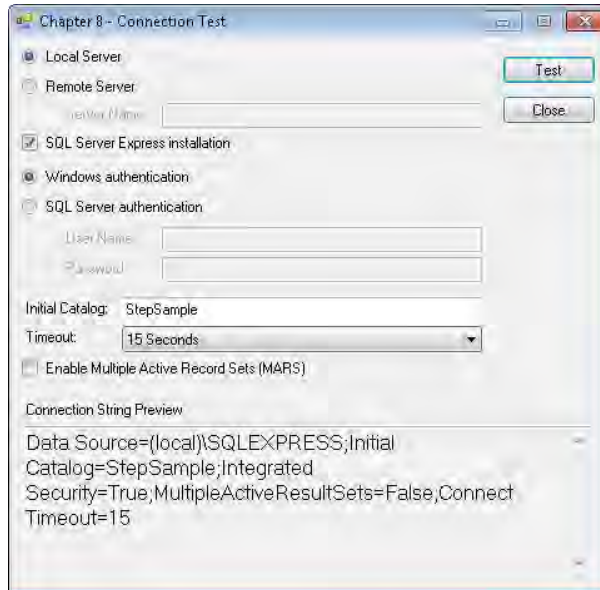 Chapter 8 - Connection Test
Local Server
Test
Remote Server
Server Name:
Close
SQL Server Express installation
Windows authentication
SQL Server authentication
User Name:
Password:
Initial Catalog: StepSample
Timeout: 15 Seconds
Enable Multiple Active Record Sets (MARS)
Connection String Preview
Data Source=(local)\SQLEXPRESS;Initial
Catalog=StepSample;Integrated
Security=True;MultipleActiveResultSets=False;Connect
Timeout=15